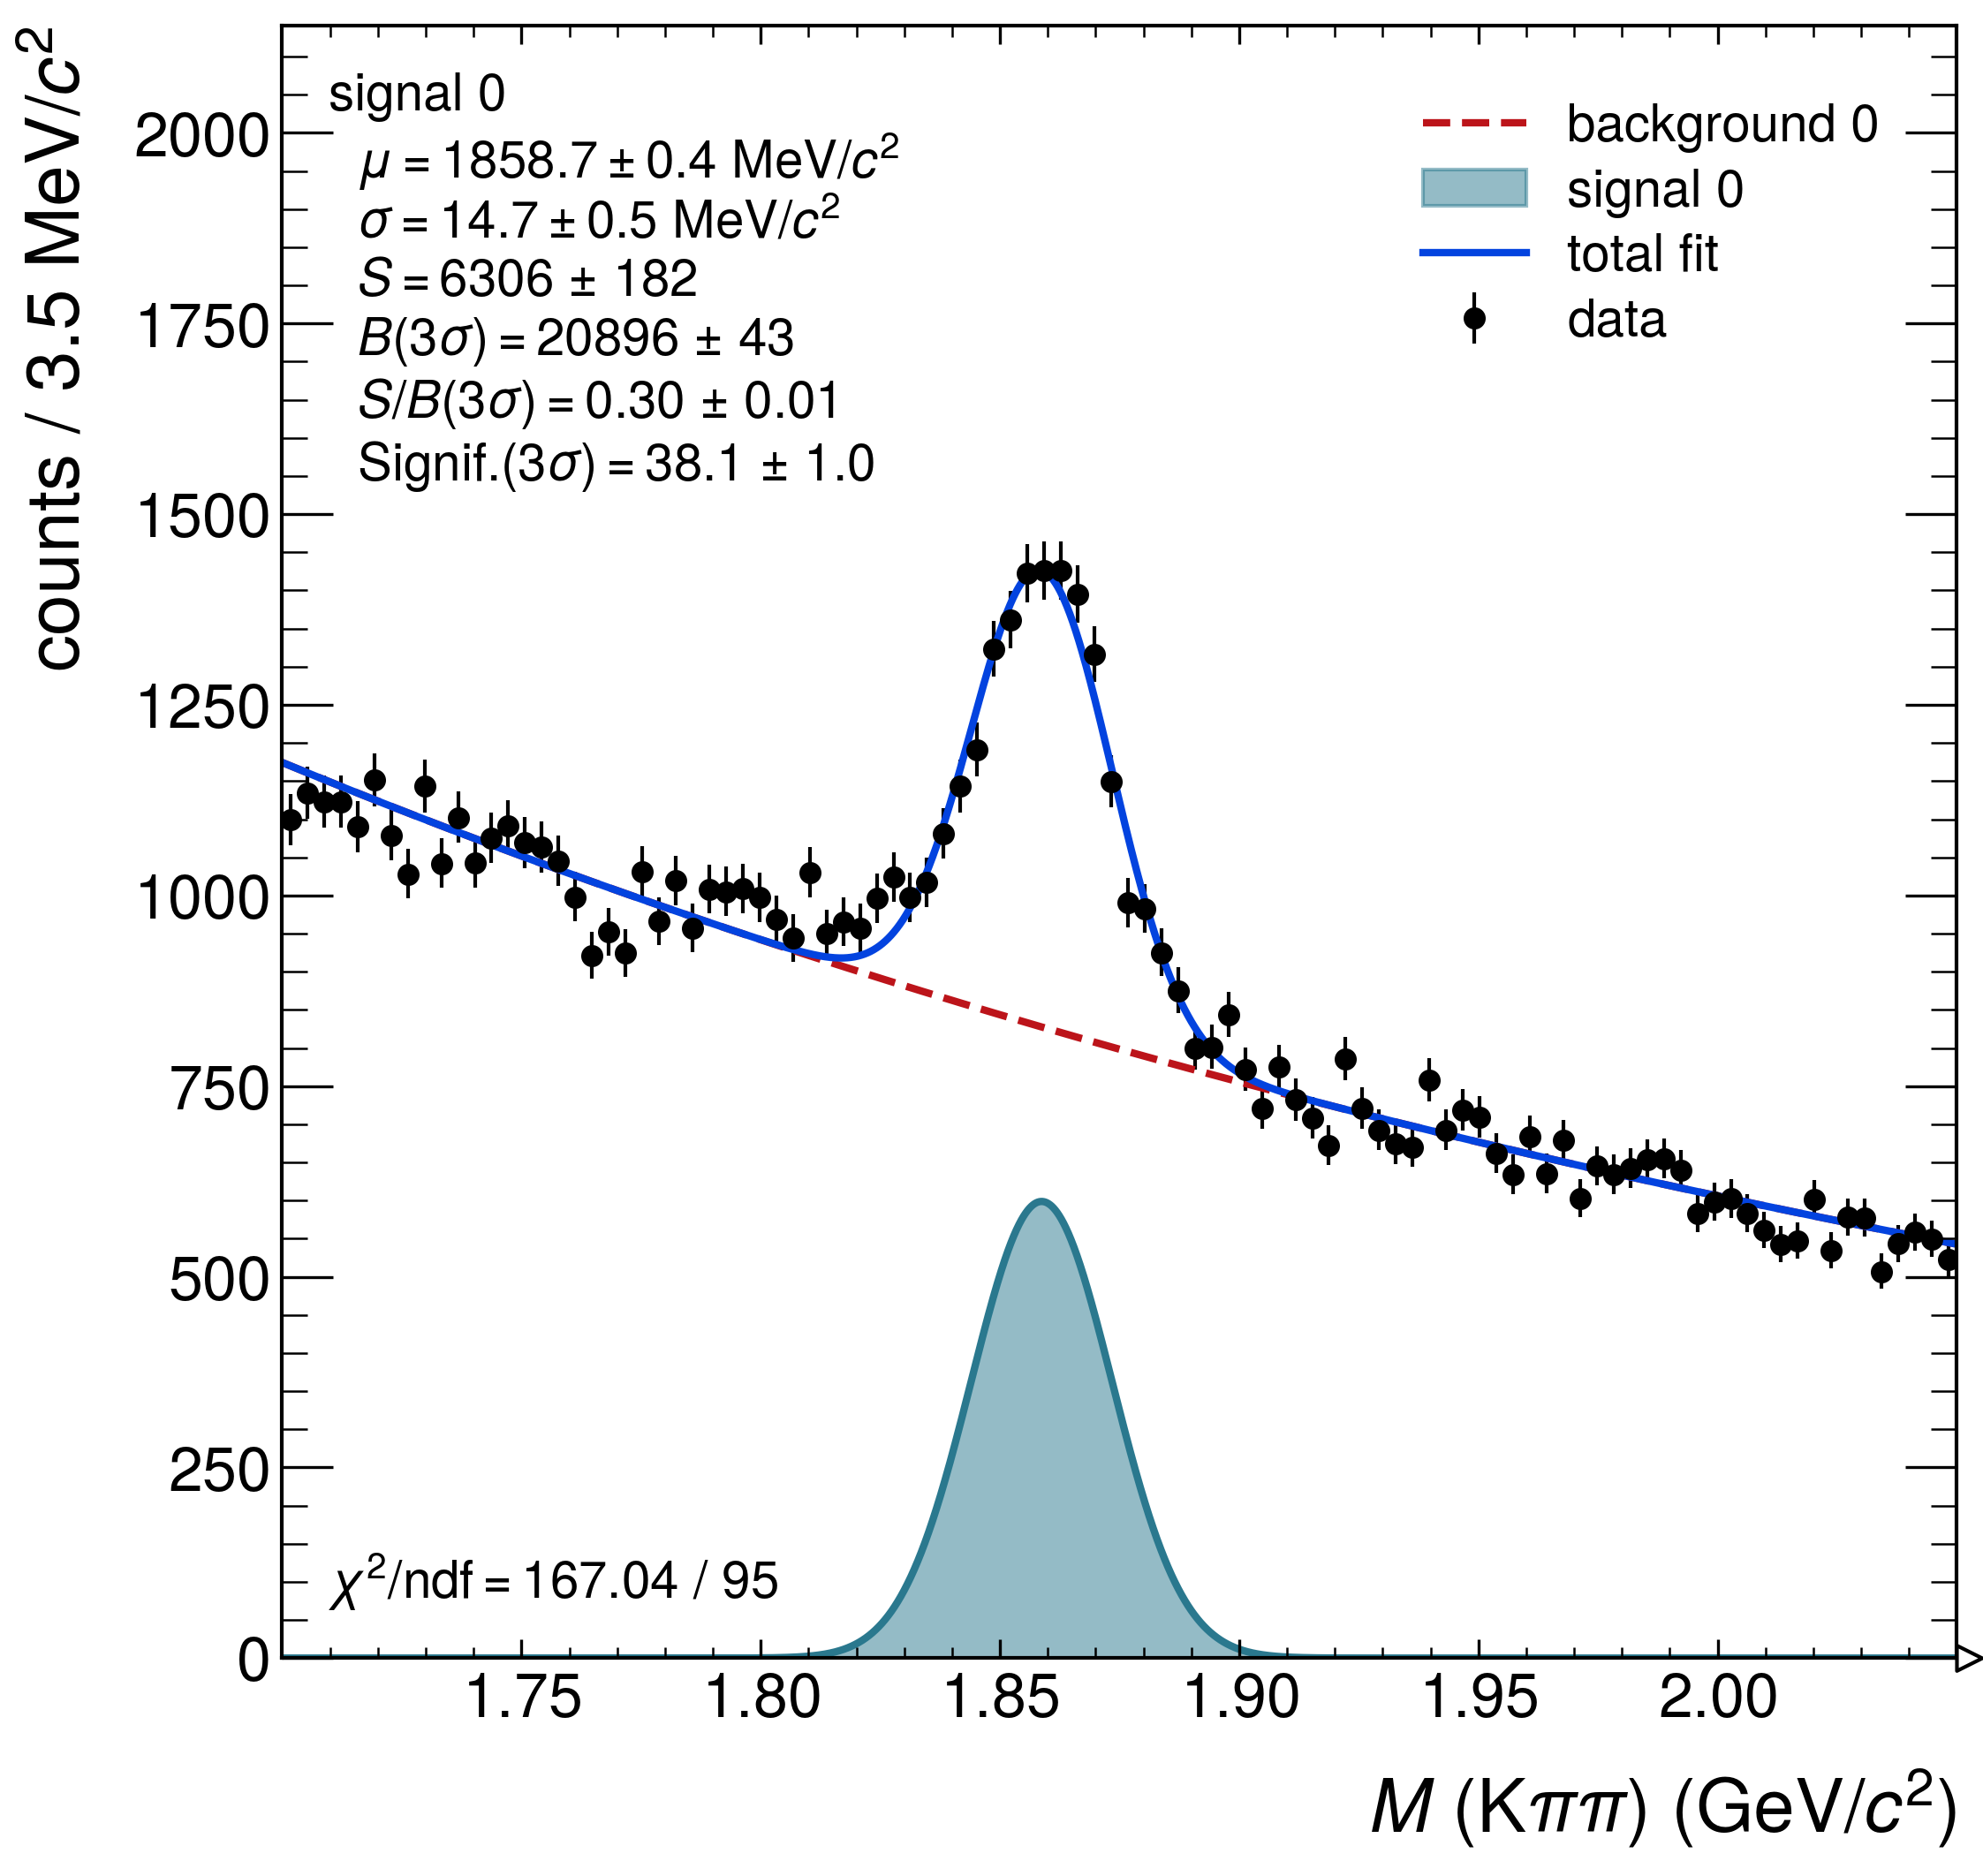 counts / 3.5 MeV/c²
2000
1750
1500
1250
1000
750
500
250
0
signal 0
μ = 1858.7 ± 0.4 MeV/c²
σ = 14.7 ± 0.5 MeV/c²
S = 6306 ± 182
B(3σ) = 20896 ± 43
S/B(3σ) = 0.30 ± 0.01
Signif.(3σ) = 38.1 ± 1.0
background 0
signal 0
total fit
data
χ²/ndf = 167.04 / 95
1.75 1.80 1.85 1.90 1.95 2.00
M (Kππ) (GeV/c²)